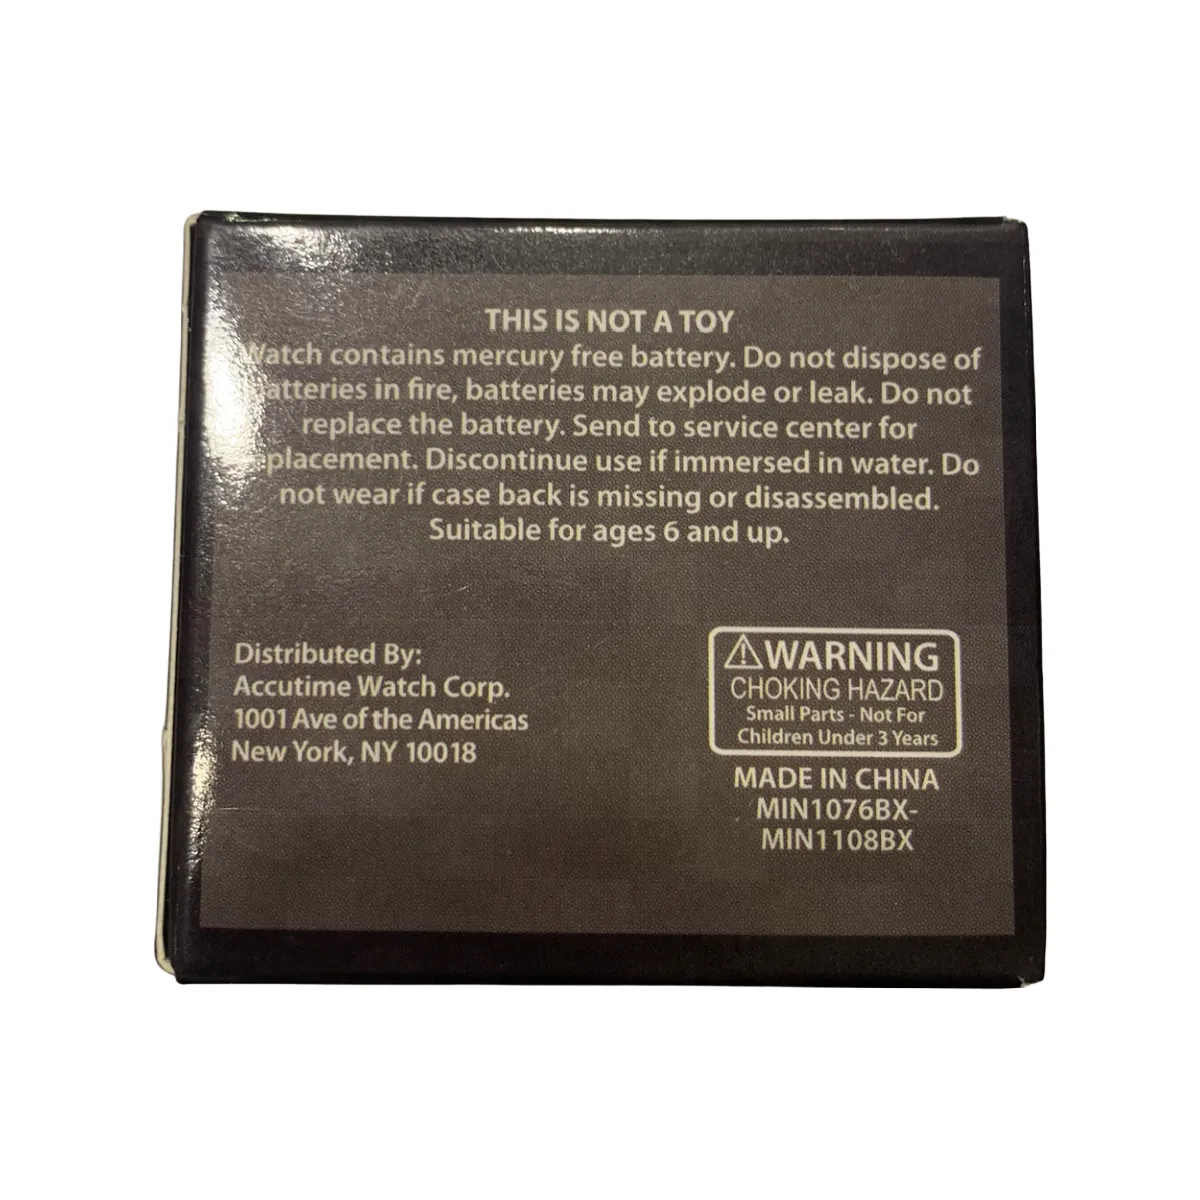 THIS IS NOT A TOY
Watch contains mercury free battery. Do not dispose of
batteries in fire, batteries may explode or leak. Do not
replace the battery. Send to service center for
replacement. Discontinue use if immersed in water. Do
not wear if case back is missing or disassembled.
Suitable for ages 6 and up.
Distributed By:
Accutime Watch Corp.
1001 Ave of the Americas
New York, NY 10018
WARNING
CHOKING HAZARD
Small Parts - Not For
Children Under 3 Years
MADE IN CHINA
MIN1076BX-
MIN1108BX